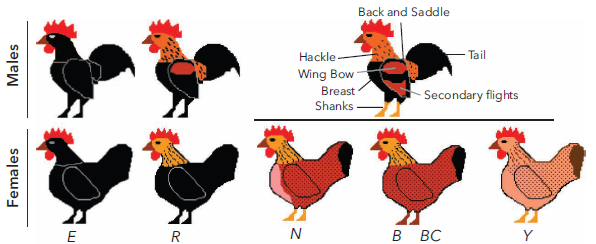 Back and Saddle
Hackle
Tail
Wing Bow
Breast
Secondary flights
Shanks
Males
Females
E R N B BC Y